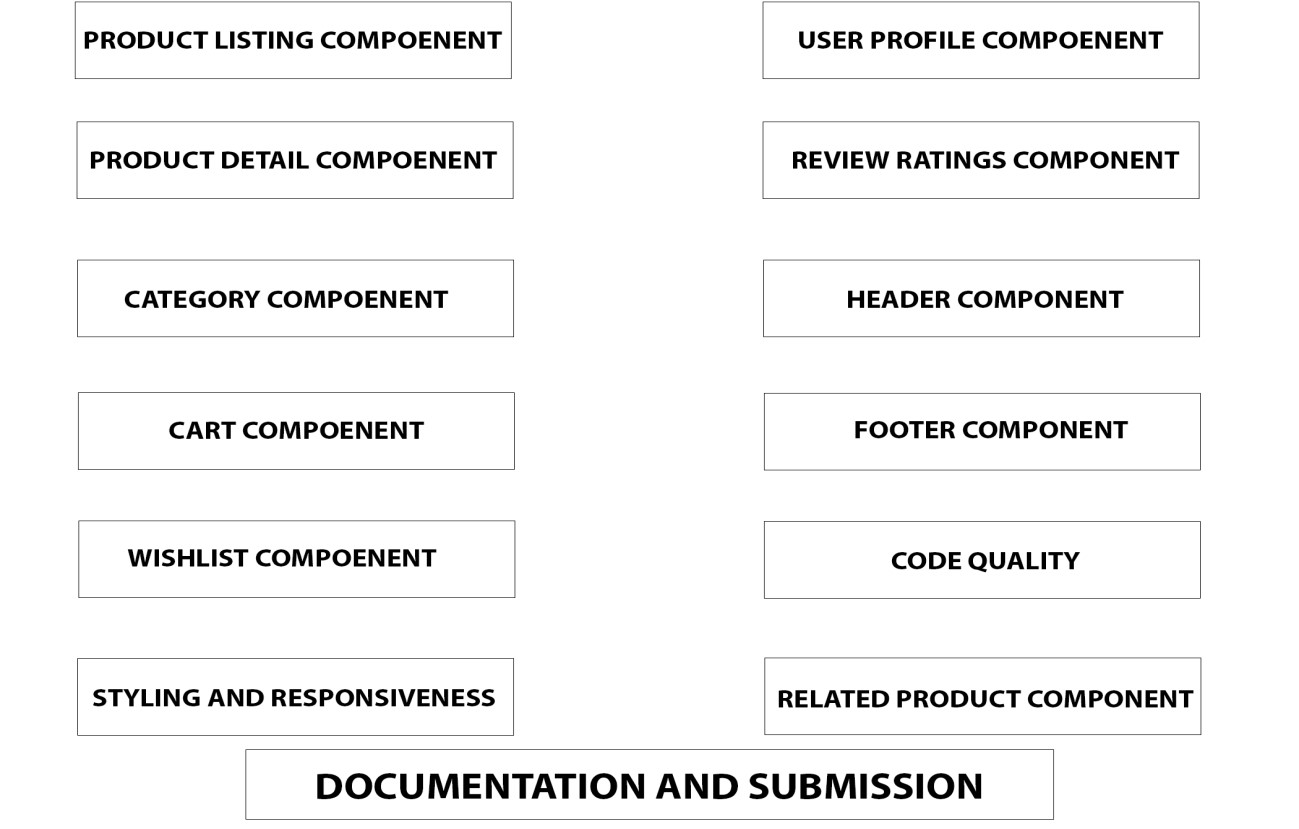 PRODUCT LISTING COMPOENENT
USER PROFILE COMPOENENT
PRODUCT DETAIL COMPOENENT
REVIEW RATINGS COMPONENT
CATEGORY COMPOENENT
HEADER COMPONENT
CART COMPOENENT
FOOTER COMPONENT
WISHLIST COMPOENENT
CODE QUALITY
STYLING AND RESPONSIVENESS
RELATED PRODUCT COMPONENT
DOCUMENTATION AND SUBMISSION